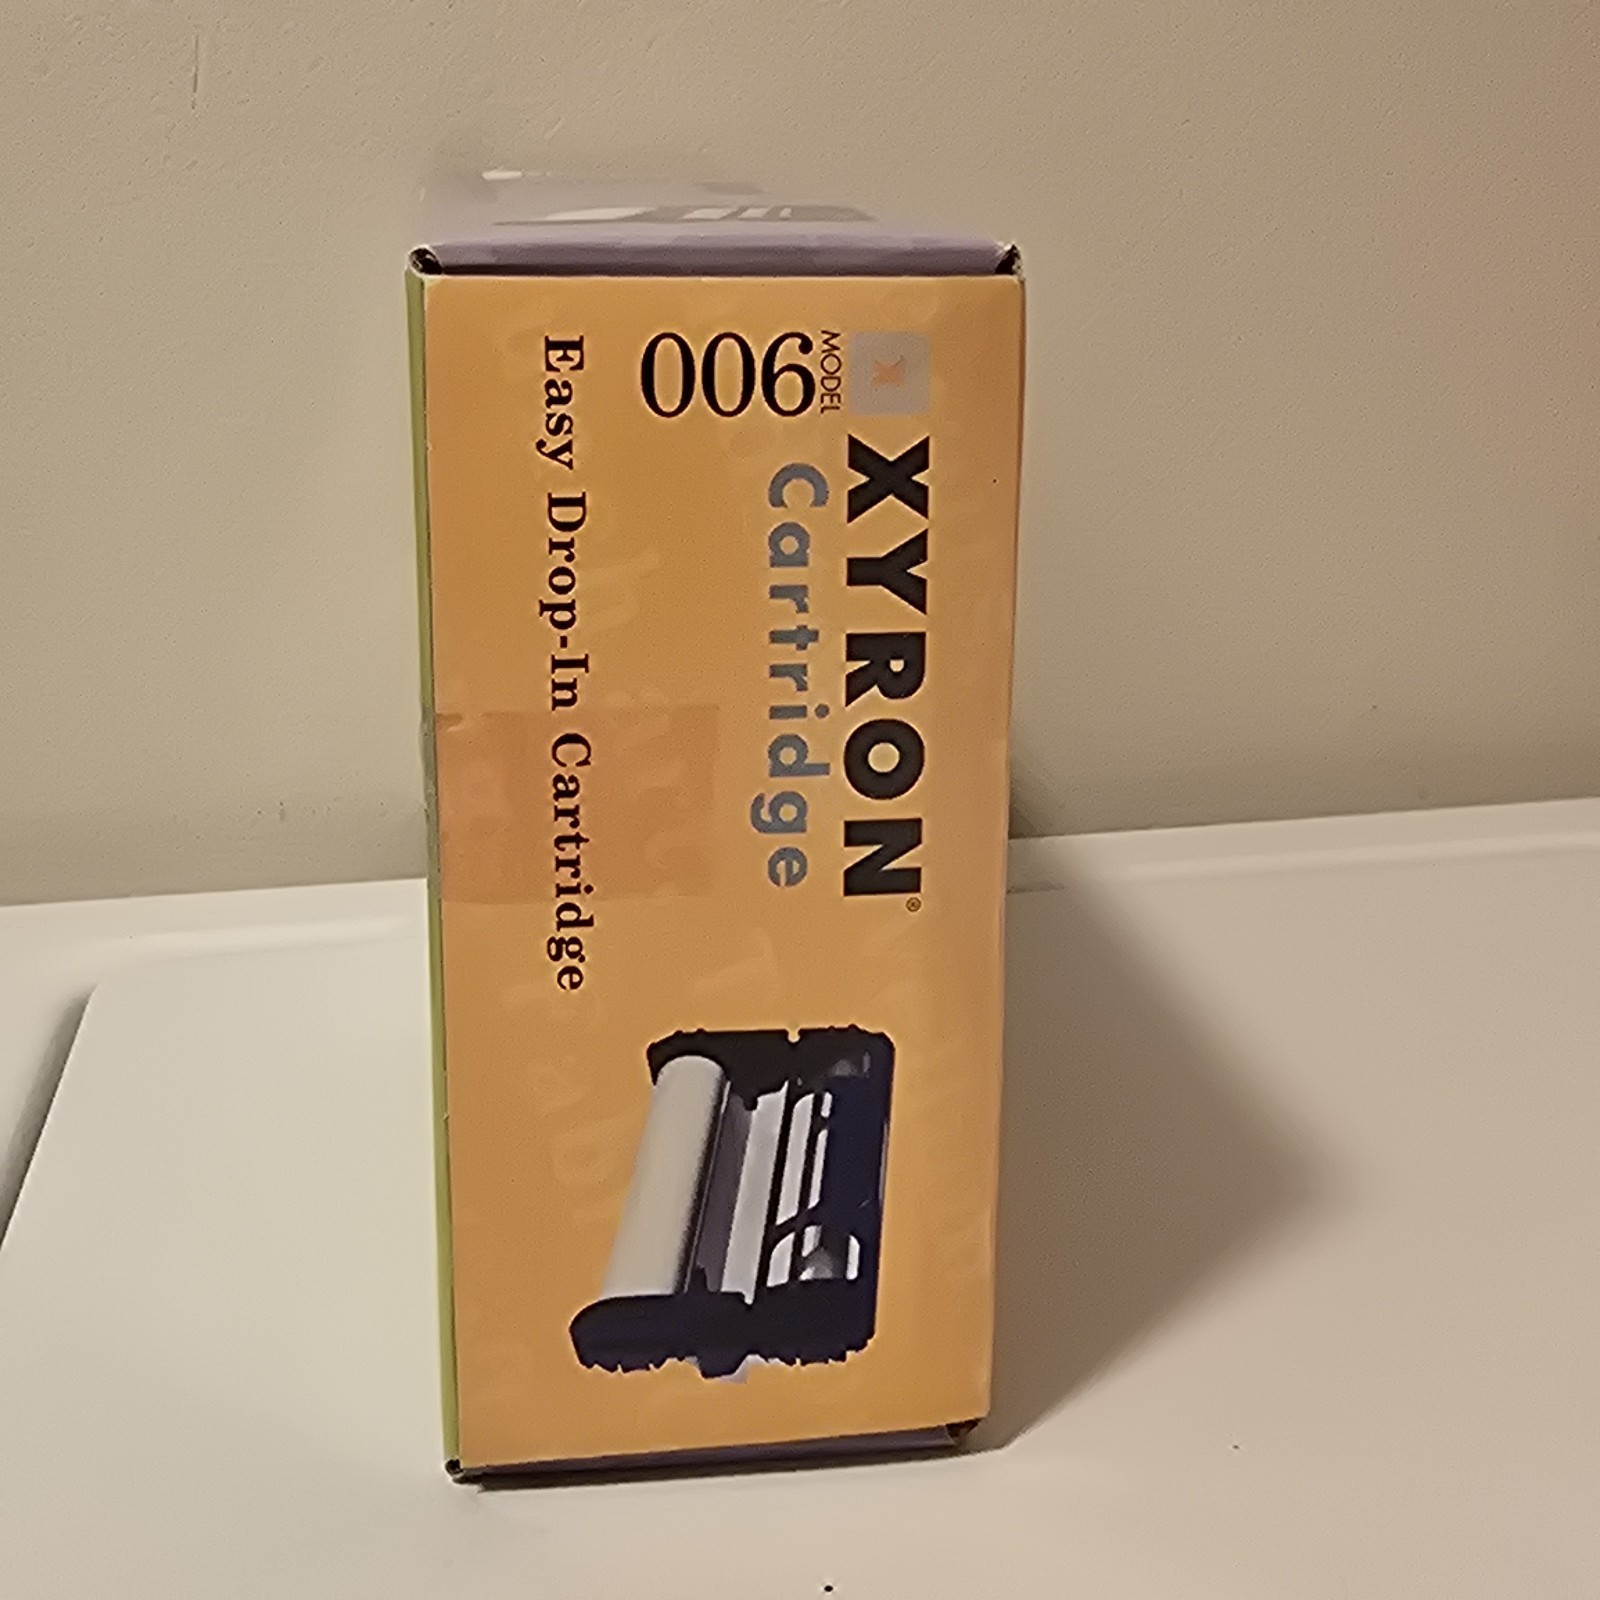 XYRON®
Cartridge
MODEL
900
Easy Drop-In Cartridge